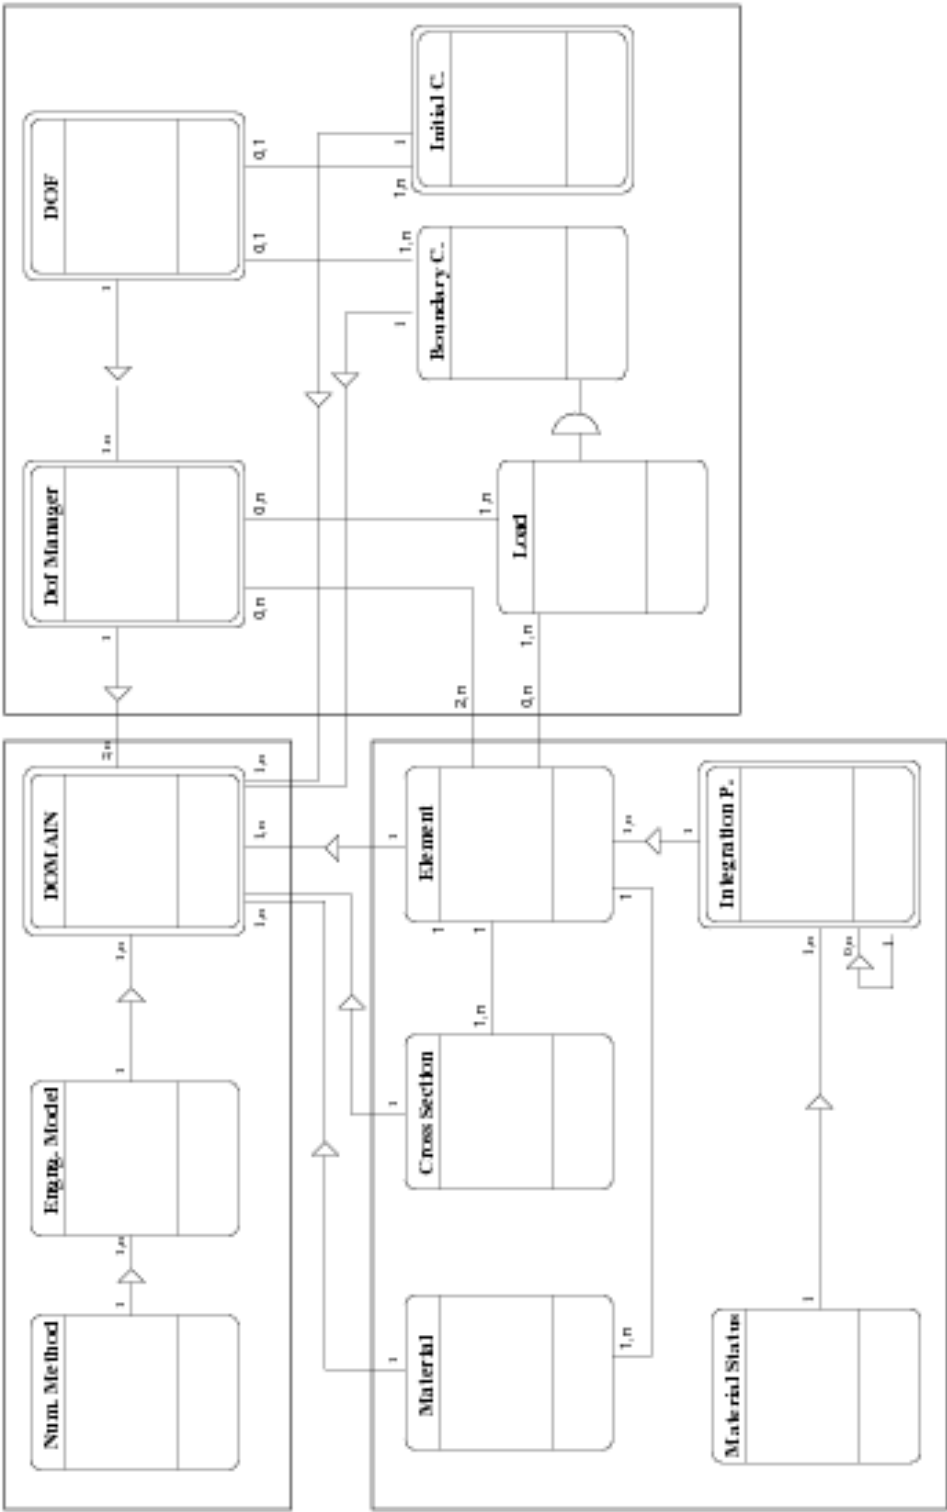 Num. Method
Engng. Model
DOMAIN
Dof Manager
DOF
1
1,n
1
1,n
2,n
1
1,n
1
1,n
1,n
1,n
0,n
0,n
0,1
0,1
1
1
1
1
1,n
1,n
1
Material
Cross Section
1
Element
Boundary C.
Initial C.
1,n
1
2,n
1,n
0,n
1,n
Load
1,n
1
1,n
1
Material Status
Integration P.
1
1,n
0,n
1